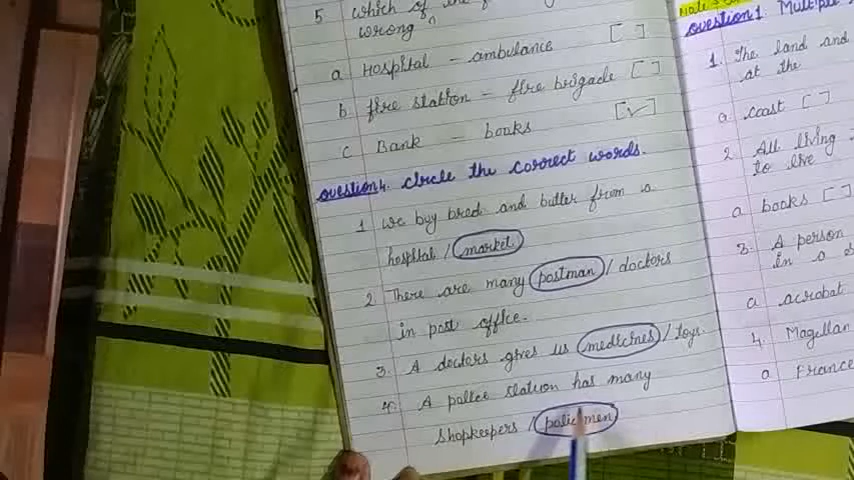 5 which of the
wrong
a Hospital - ambulance [ ]
b fire station - fire brigade [ ]
c Bank - books [✓]
Question 4. circle the correct words.
1 we buy bred and butter from a
hospital / market
2 There are many postman / doctors
in post office.
3. A doctors gives us medicines / toys.
4. A police station has many
shopkeepers / policemen
Question 1 Multiple
1. The land and
at the
a coast [ ]
2 All living
to live
a books [ ]
3. A person
in a
a acrobat
4. Magellan
a France